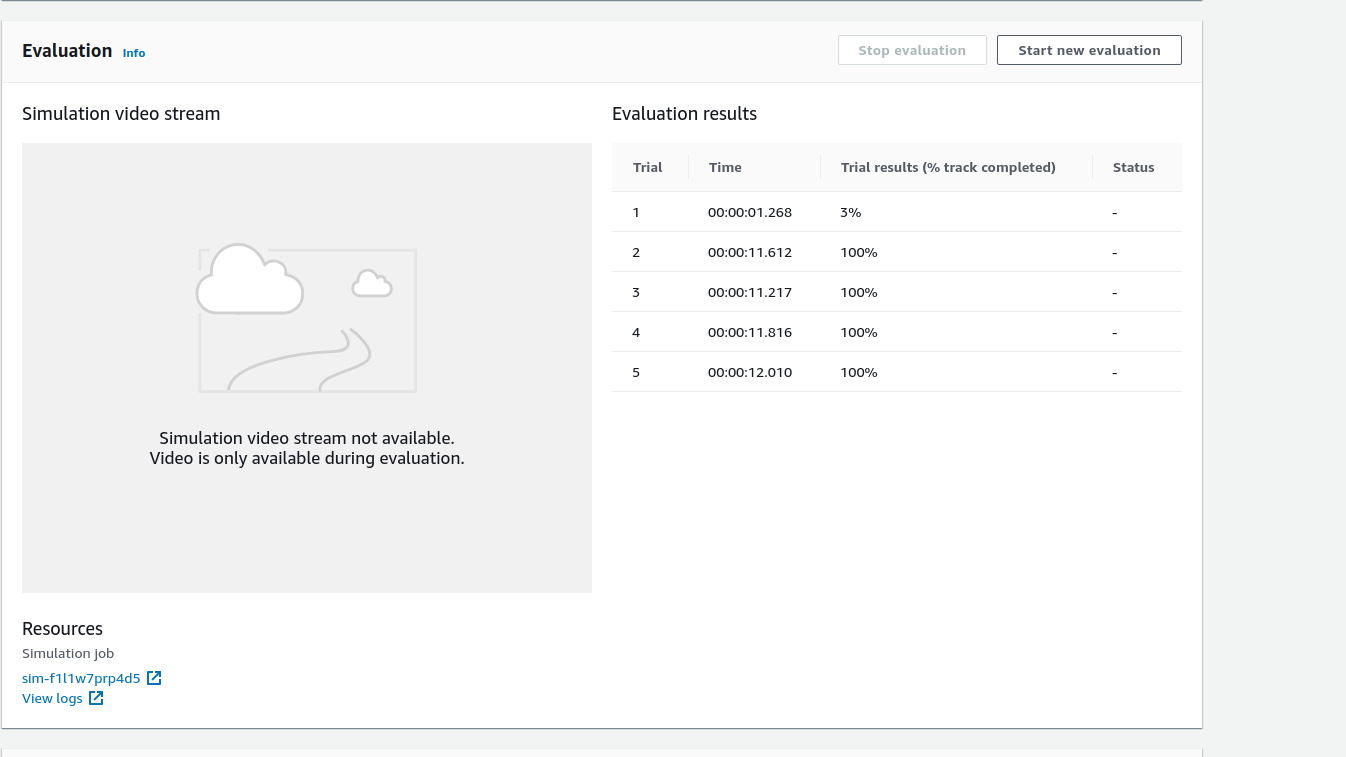 Evaluation Info
Stop evaluation
Start new evaluation
Simulation video stream
Simulation video stream not available.
Video is only available during evaluation.
Evaluation results
Trial Time Trial results (% track completed) Status
1 00:00:01.268 3% -
2 00:00:11.612 100% -
3 00:00:11.217 100% -
4 00:00:11.816 100% -
5 00:00:12.010 100% -
Resources
Simulation job
sim-f1l1w7prp4d5
View logs